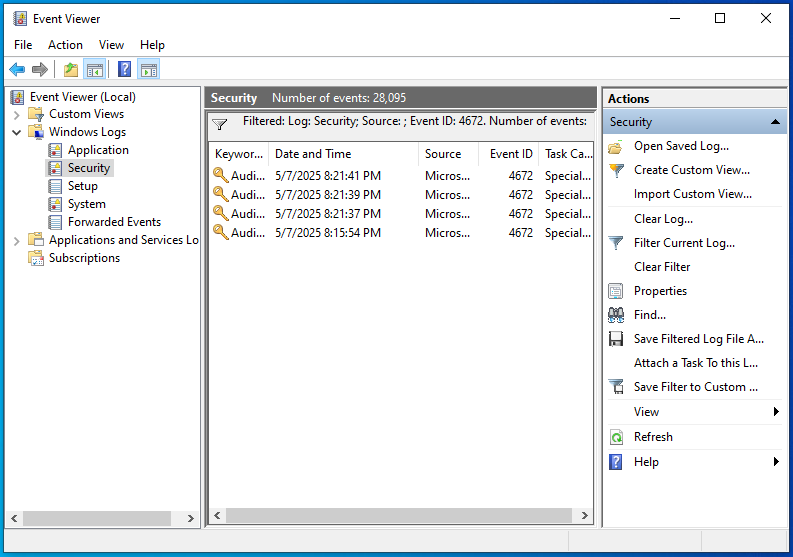 Event Viewer
File Action View Help
Event Viewer (Local)
Custom Views
Windows Logs
Application
Security
Setup
System
Forwarded Events
Applications and Services Lo
Subscriptions
Security Number of events: 28,095
Filtered: Log: Security; Source: ; Event ID: 4672. Number of events:
Keywor... Date and Time Source Event ID Task Ca...
Audi... 5/7/2025 8:21:41 PM Micros... 4672 Special...
Audi... 5/7/2025 8:21:39 PM Micros... 4672 Special...
Audi... 5/7/2025 8:21:37 PM Micros... 4672 Special...
Audi... 5/7/2025 8:15:54 PM Micros... 4672 Special...
Actions
Security
Open Saved Log...
Create Custom View...
Import Custom View...
Clear Log...
Filter Current Log...
Clear Filter
Properties
Find...
Save Filtered Log File A...
Attach a Task To this L...
Save Filter to Custom ...
View
Refresh
Help